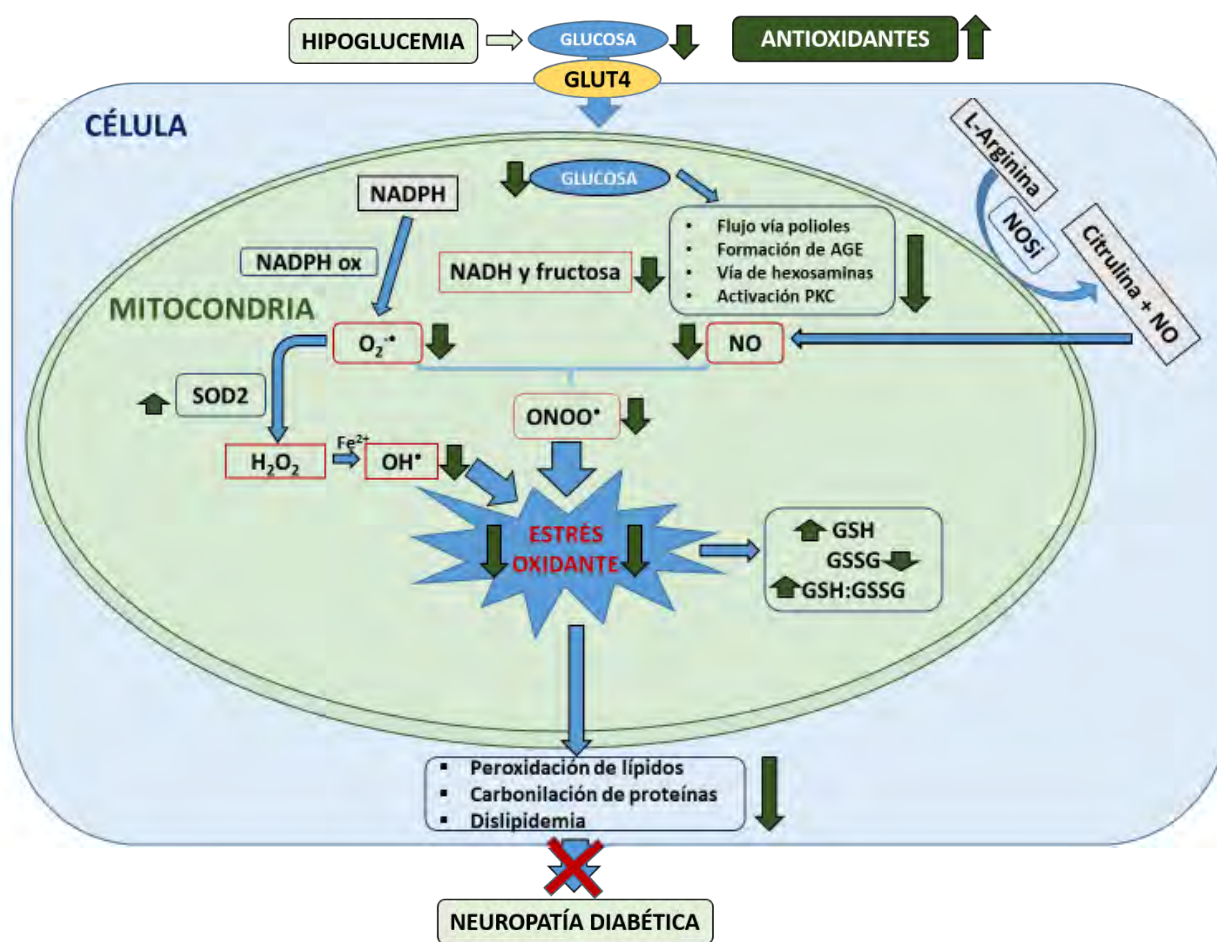 HIPOGLUCEMIA
GLUCOSA
ANTIOXIDANTES
GLUT4
CÉLULA
L-Arginina
NOSi
Citrulina + NO
NADPH
GLUCOSA
• Flujo vía polioles
• Formación de AGE
• Vía de hexosaminas
• Activación PKC
NADPH ox
NADH y fructosa
MITOCONDRIA
O₂⁻•
NO
SOD2
ONOO•
H₂O₂
Fe²⁺
OH•
ESTRÉS
OXIDANTE
GSH
GSSG
GSH:GSSG
▪ Peroxidación de lípidos
▪ Carbonilación de proteínas
▪ Dislipidemia
NEUROPATÍA DIABÉTICA